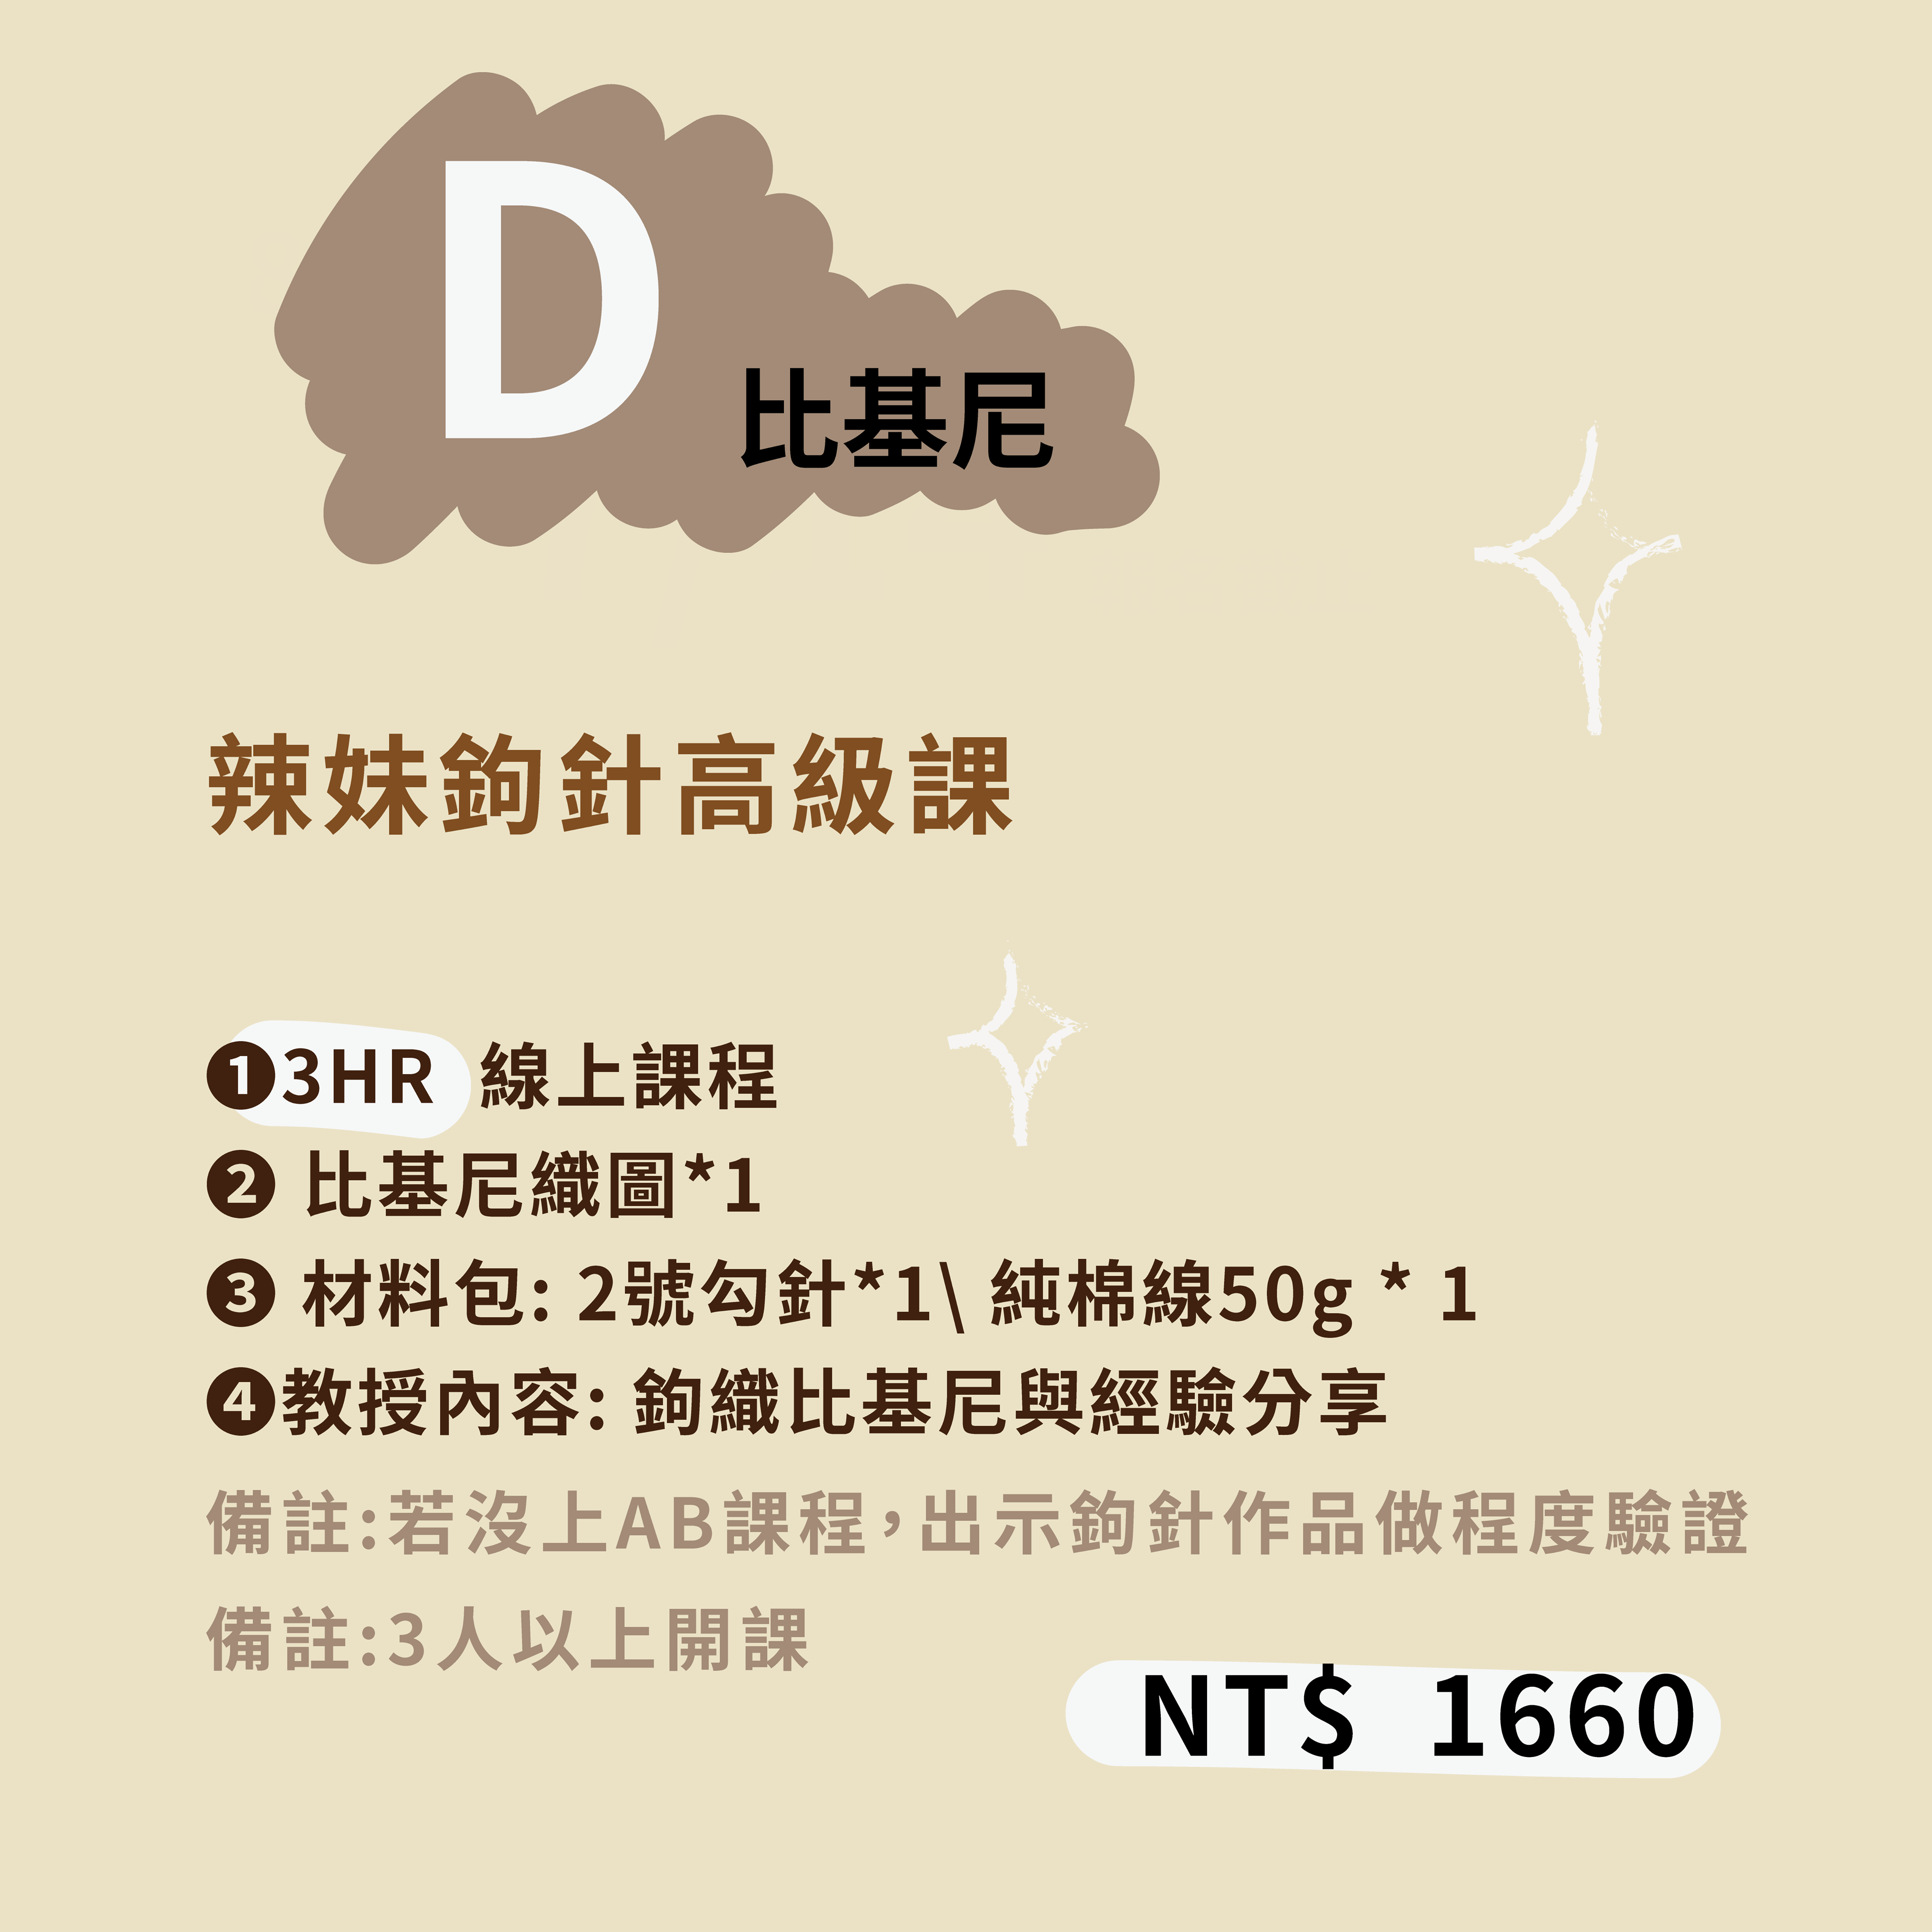 D 比基尼
辣妹鉤針高級課
❶3HR 線上課程
❷ 比基尼織圖*1
❸ 材料包: 2號勾針*1\ 純棉線50g * 1
❹教授內容: 鉤織比基尼與經驗分享
備註:若沒上AB課程，出示鉤針作品做程度驗證
備註:3人以上開課
NT$ 1660